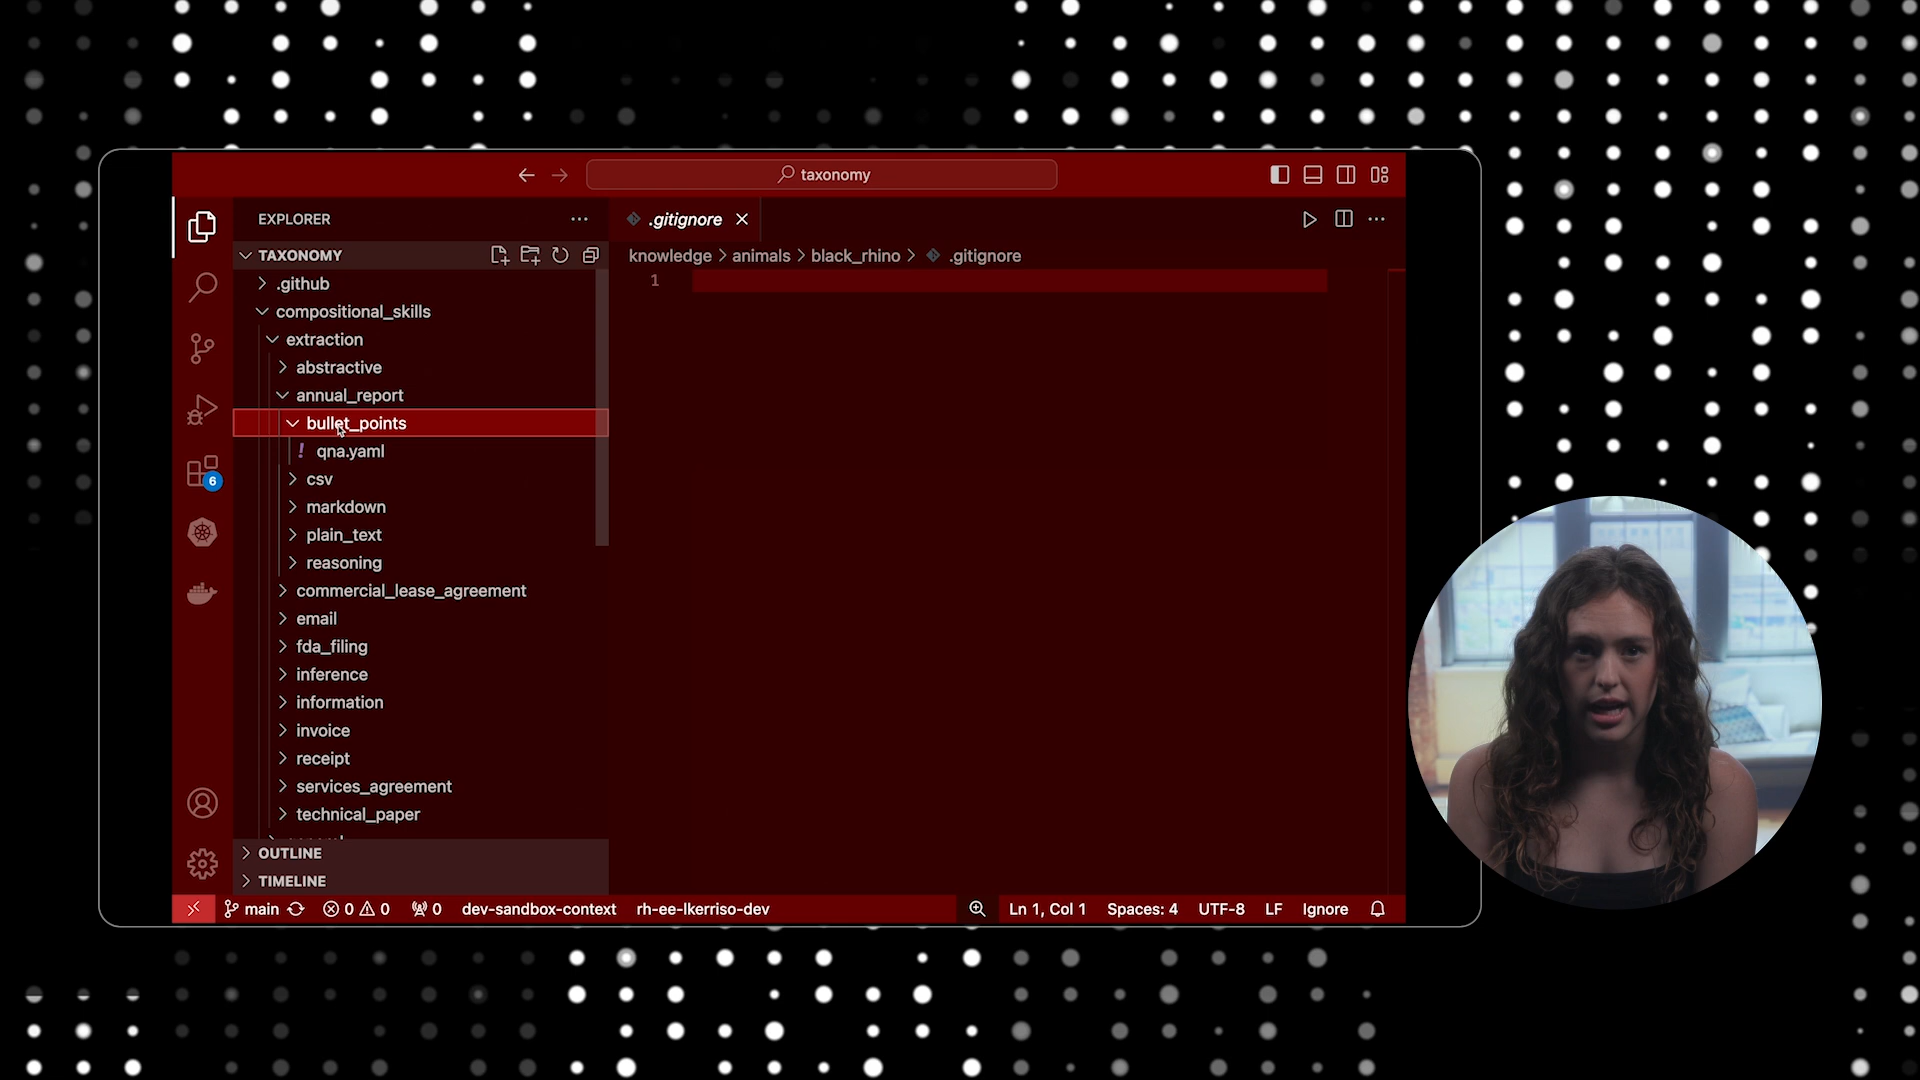 taxonomy
EXPLORER
.gitignore
TAXONOMY
knowledge > animals > black_rhino > .gitignore
1
.github
compositional_skills
extraction
abstractive
annual_report
bullet_points
! qna.yaml
csv
6
markdown
plain_text
reasoning
commercial_lease_agreement
email
fda_filing
inference
information
invoice
receipt
services_agreement
technical_paper
OUTLINE
TIMELINE
main 0 0 0 dev-sandbox-context rh-ee-lkerriso-dev Ln 1, Col 1 Spaces: 4 UTF-8 LF Ignore